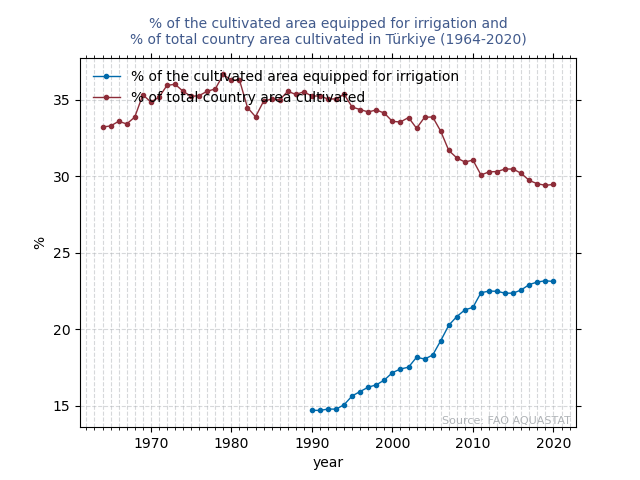 % of the cultivated area equipped for irrigation and
% of total country area cultivated in Türkiye (1964-2020)
% of the cultivated area equipped for irrigation
% of total country area cultivated
35
30
25
20
15
%
Source: FAO AQUASTAT
1970 1980 1990 2000 2010 2020
year